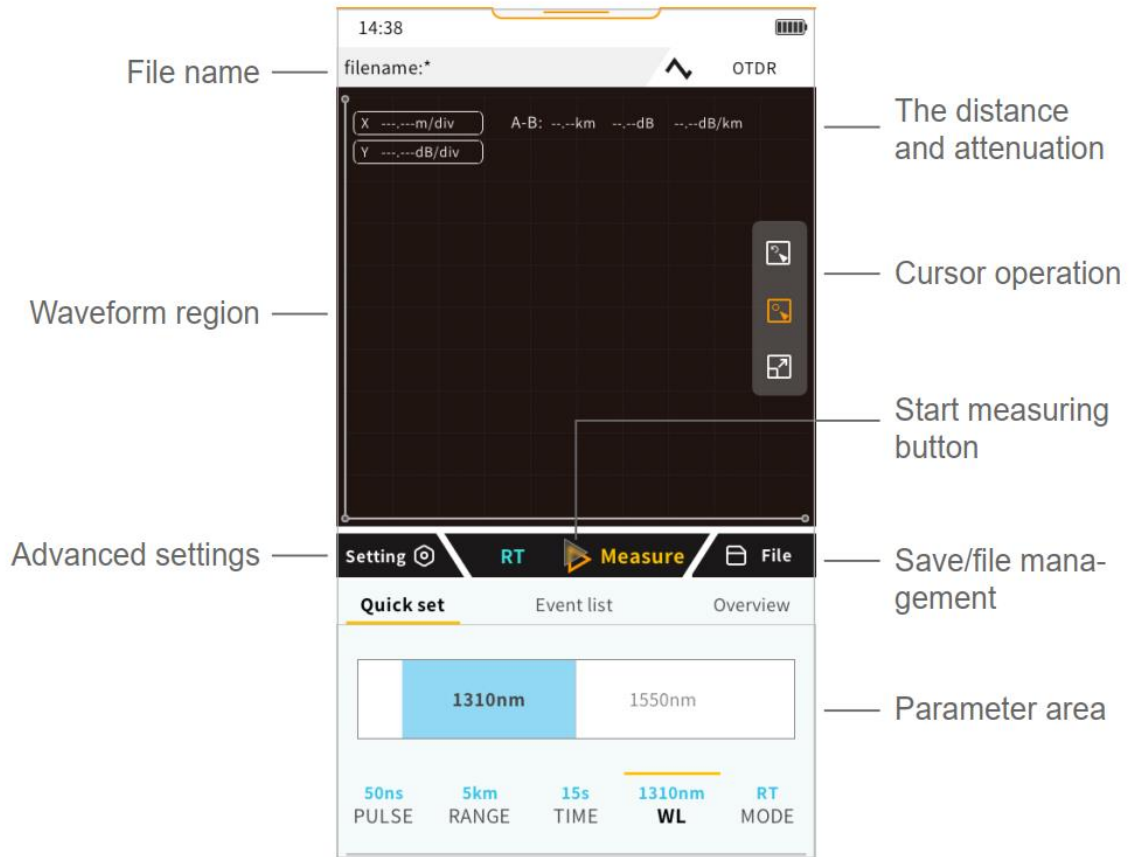 14:38
File name
filename:*
OTDR
X ---.---m/div
A-B: --.--km --.--dB --.--dB/km
Y ---.---dB/div
The distance
and attenuation
Cursor operation
Waveform region
Start measuring
button
Advanced settings
Setting
RT
Measure
File
Save/file mana-
gement
Quick set
Event list
Overview
1310nm
1550nm
Parameter area
50ns
5km
15s
1310nm
RT
PULSE
RANGE
TIME
WL
MODE